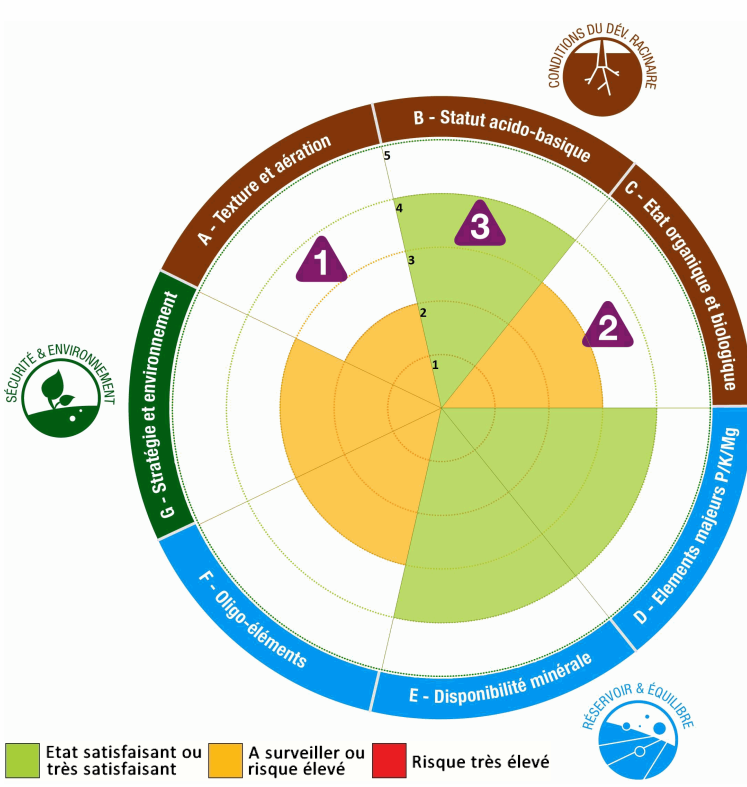 CONDITIONS DU DÉV. RACINAIRE
B - Statut acido-basique
A - Texture et aération
C - Etat organique et biologique
5
4
3
3
1
2
2
1
SÉCURITÉ & ENVIRONNEMENT
G - Stratégie et environnement
D - Elements majeurs P/K/Mg
F - Oligo-éléments
E - Disponibilité minérale
RÉSERVOIR & ÉQUILIBRE
Etat satisfaisant ou
très satisfaisant
A surveiller ou
risque élevé
Risque très élevé